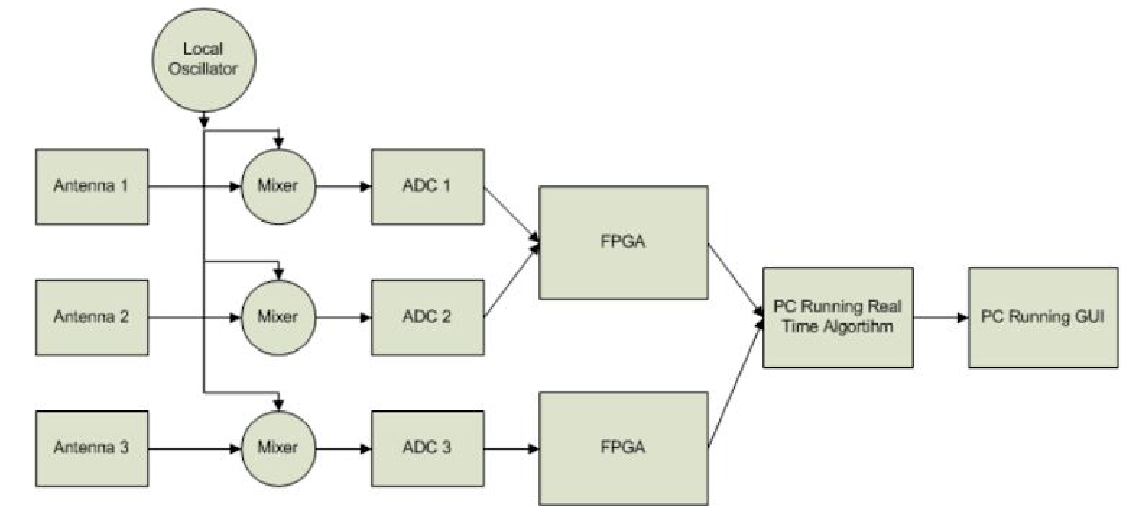 Local
Oscillator
Antenna 1
Mixer
ADC 1
FPGA
Antenna 2
Mixer
ADC 2
PC Running Real
Time Algortihm
PC Running GUI
Antenna 3
Mixer
ADC 3
FPGA